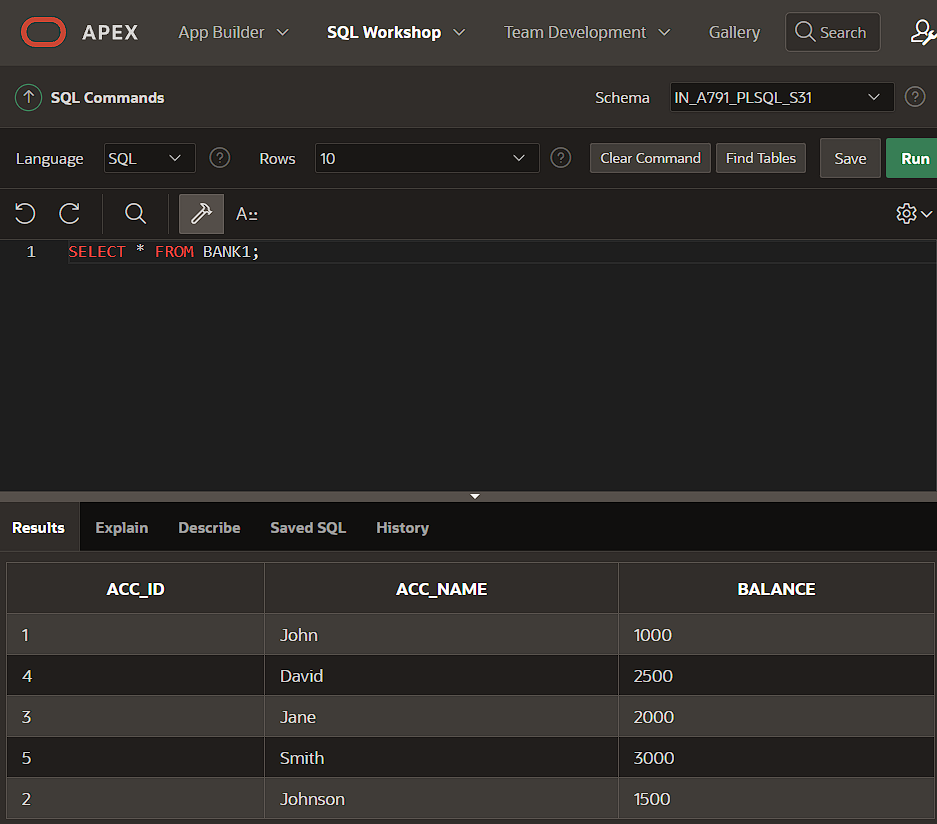 APEX App Builder SQL Workshop Team Development Gallery Search
SQL Commands Schema IN_A791_PLSQL_S31 ?
Language SQL ? Rows 10 ? Clear Command Find Tables Save Run
A::
1 SELECT * FROM BANK1;
Results Explain Describe Saved SQL History
ACC_ID ACC_NAME BALANCE
1 John 1000
4 David 2500
3 Jane 2000
5 Smith 3000
2 Johnson 1500